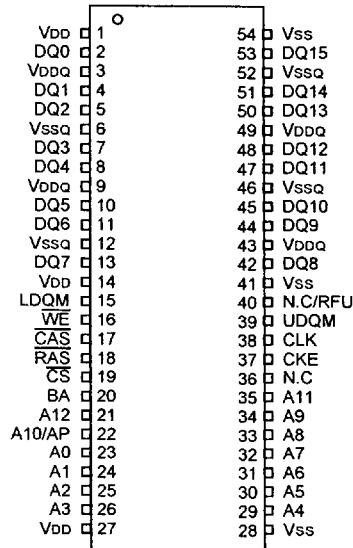 VDD 1 54 VSS
DQ0 2 53 DQ15
VDDQ 3 52 VSSQ
DQ1 4 51 DQ14
DQ2 5 50 DQ13
VSSQ 6 49 VDDQ
DQ3 7 48 DQ12
DQ4 8 47 DQ11
VDDQ 9 46 VSSQ
DQ5 10 45 DQ10
DQ6 11 44 DQ9
VSSQ 12 43 VDDQ
DQ7 13 42 DQ8
VDD 14 41 VSS
LDQM 15 40 N.C/RFU
WE 16 39 UDQM
CAS 17 38 CLK
RAS 18 37 CKE
CS 19 36 N.C
BA 20 35 A11
A12 21 34 A9
A10/AP 22 33 A8
A0 23 32 A7
A1 24 31 A6
A2 25 30 A5
A3 26 29 A4
VDD 27 28 VSS